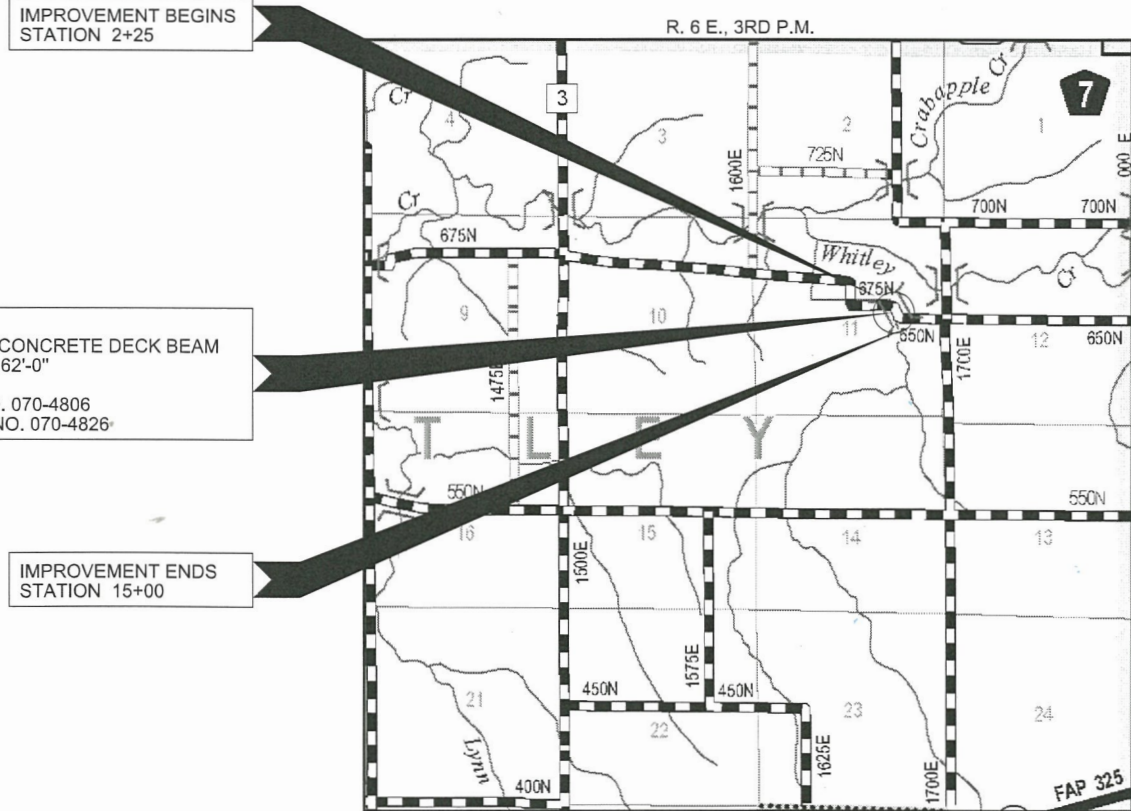 IMPROVEMENT BEGINS
STATION 2+25
R. 6 E., 3RD P.M.
Cr
4
3
3
2
Crabapple Cr
1
7
1600E
725N
000 E
Cr
675N
700N
700N
Whitley
675N
Cr
9
10
11
12
550N
650N
CONCRETE DECK BEAM
62'-0"
. 070-4806
NO. 070-4826
1475E
1700E
T L E Y
550N
550N
16
15
14
13
IMPROVEMENT ENDS
STATION 15+00
1500E
1575E
450N
450N
21
22
23
24
Lynn
1625E
1700E
400N
FAP 325